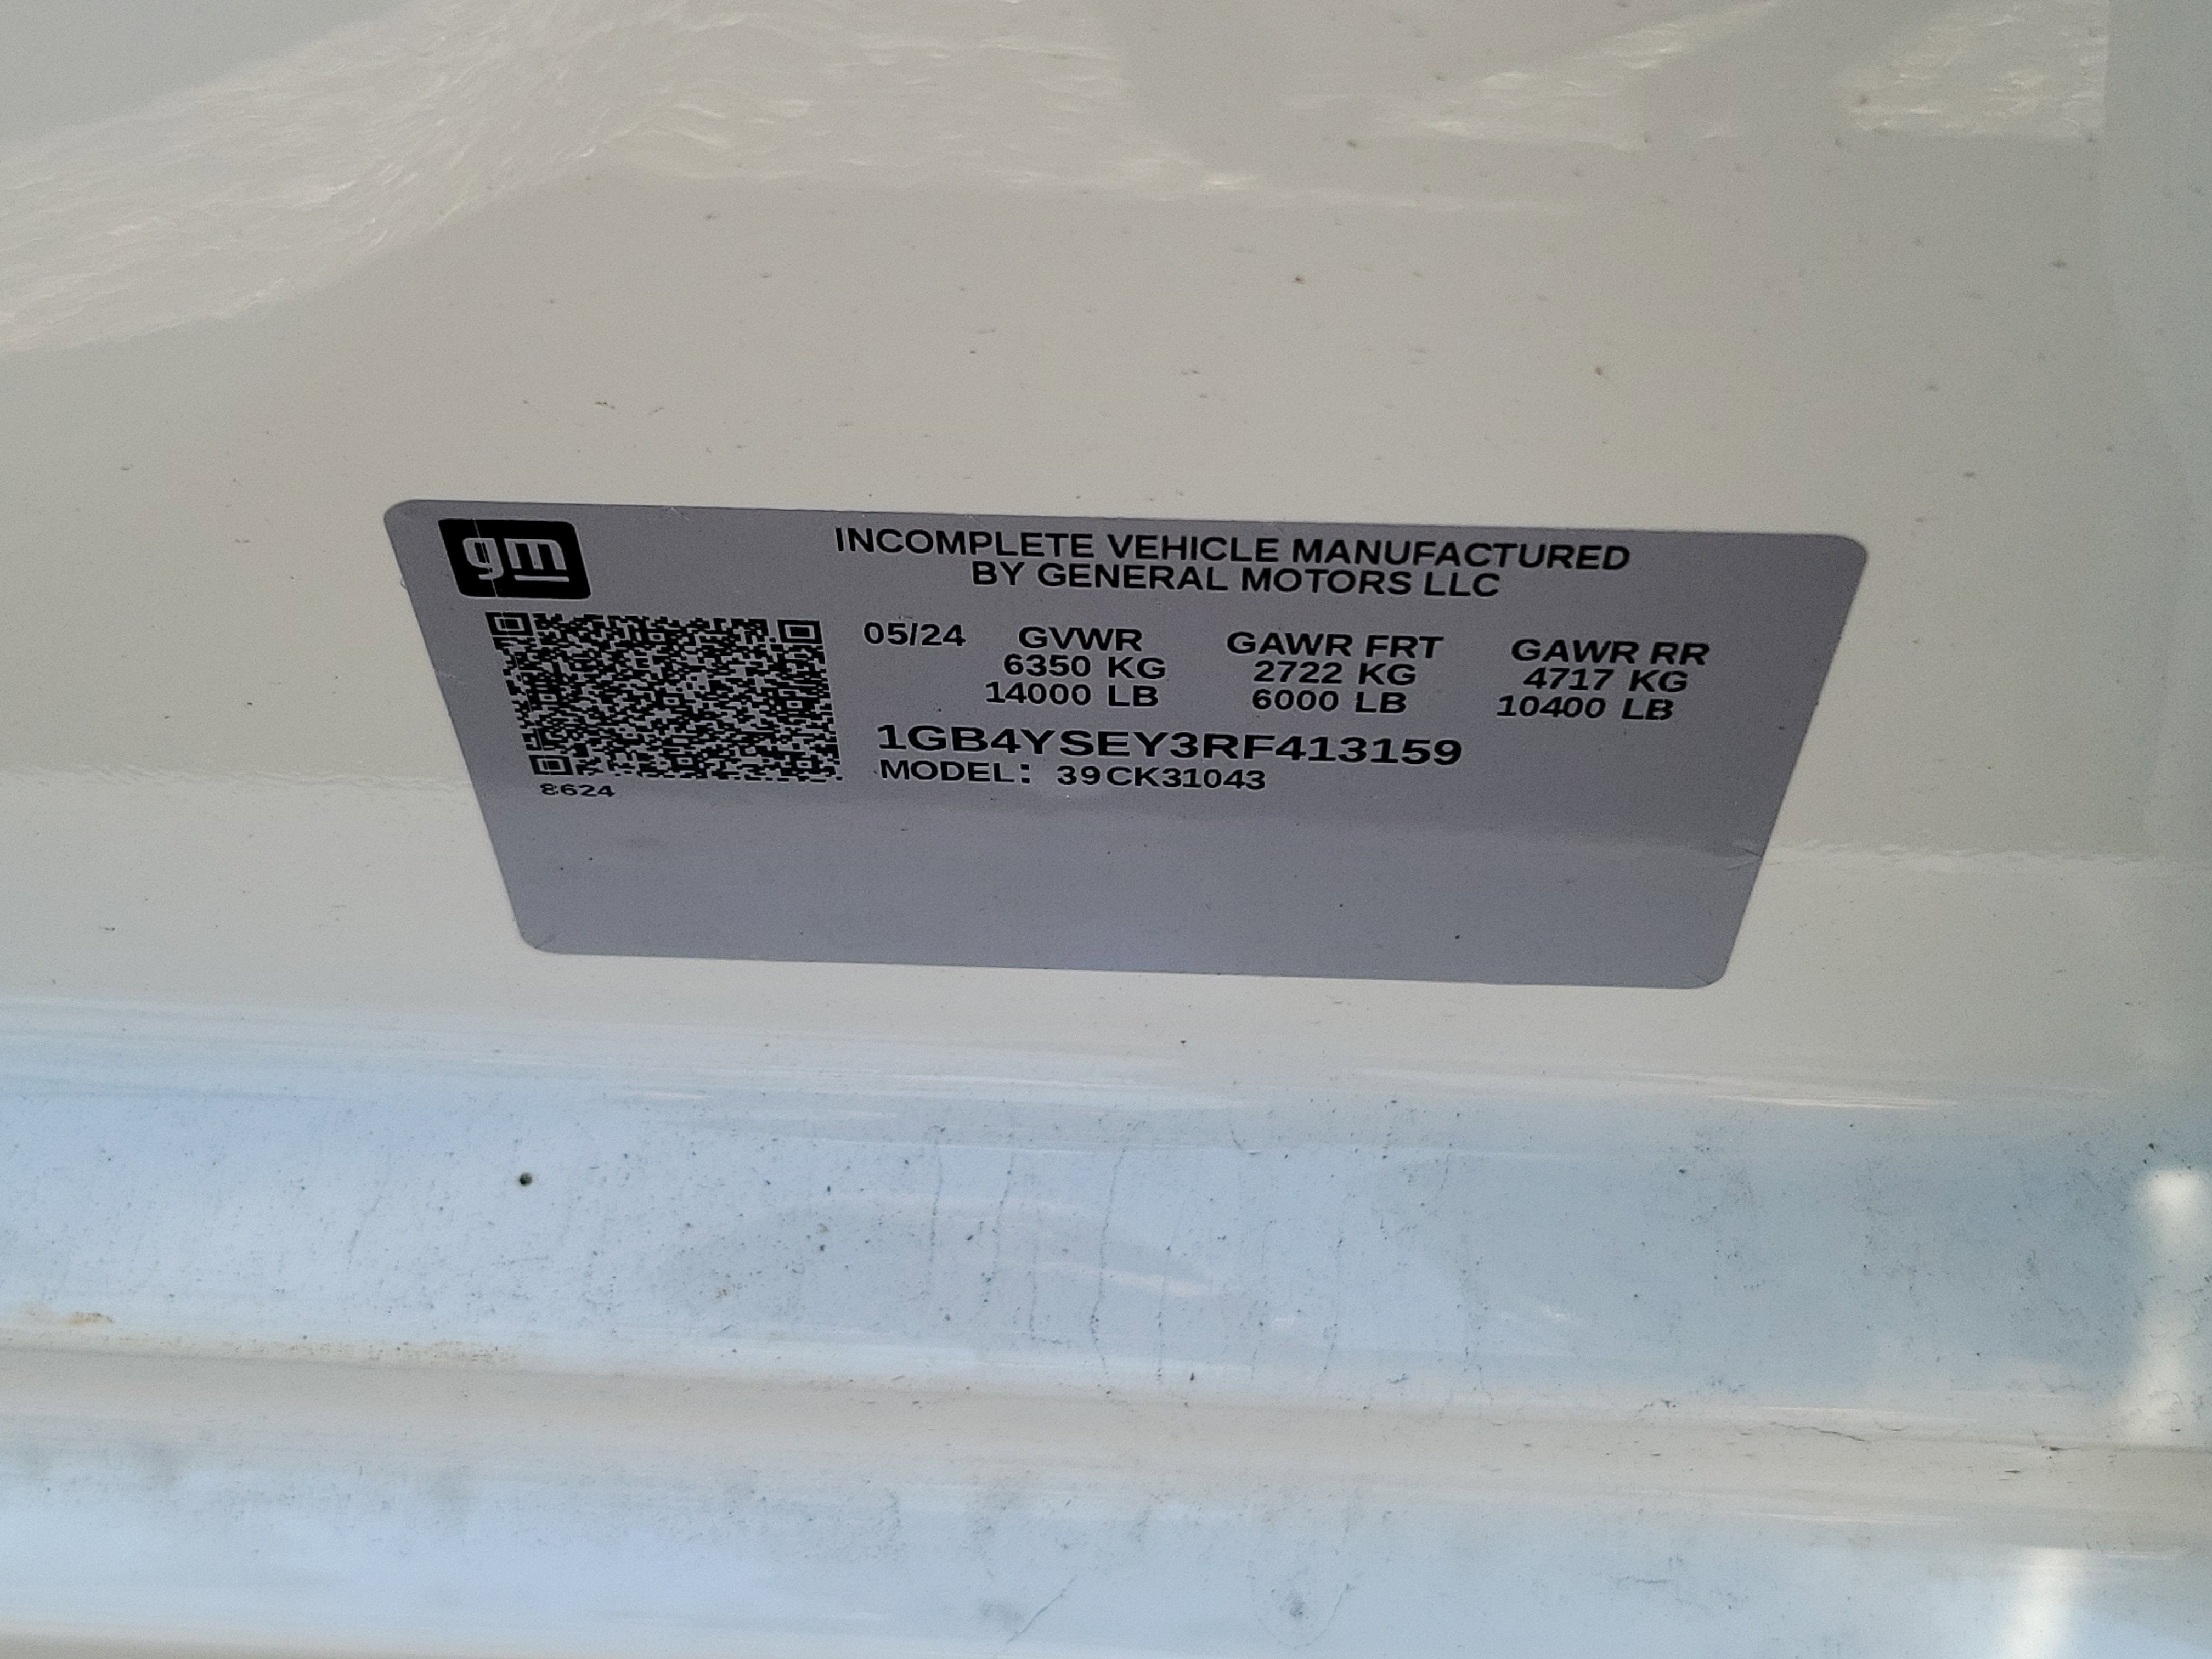 gm
INCOMPLETE VEHICLE MANUFACTURED
BY GENERAL MOTORS LLC
05/24 GVWR GAWR FRT GAWR RR
6350 KG 2722 KG 4717 KG
14000 LB 6000 LB 10400 LB
1GB4YSEY3RF413159
MODEL: 39CK31043
8624